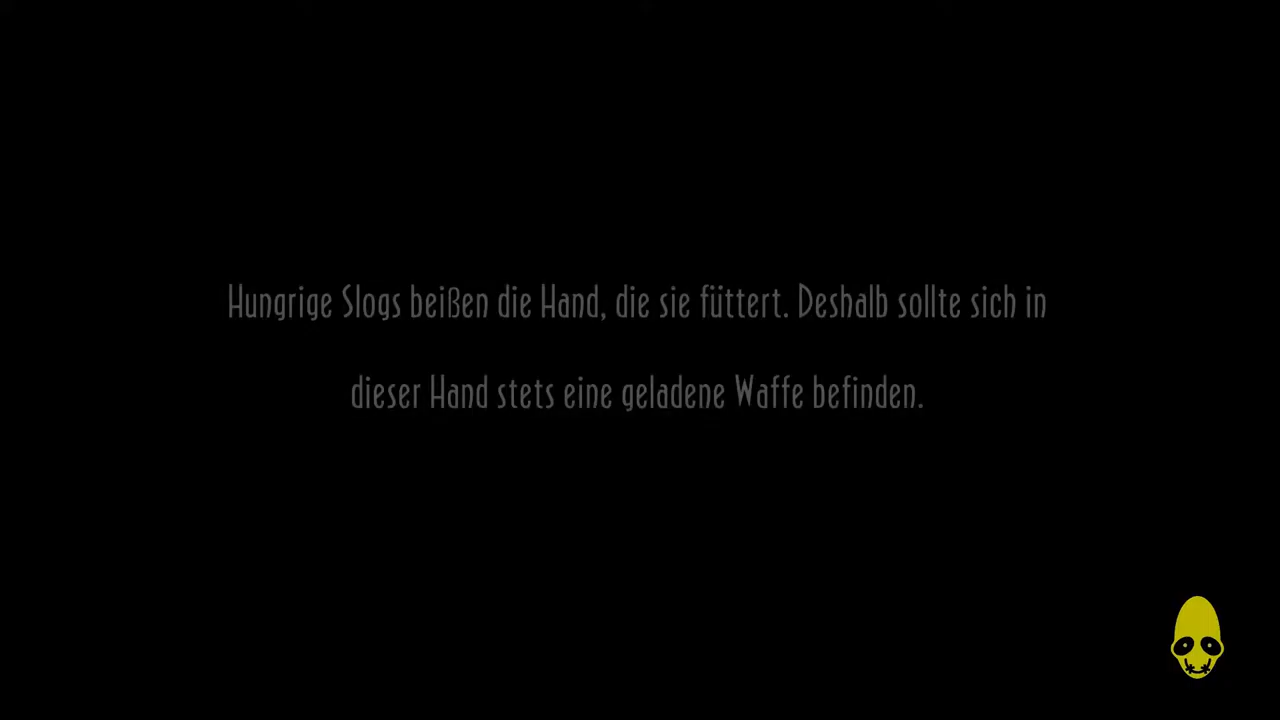 Hungrige Slogs beißen die Hand, die sie füttert. Deshalb sollte sich in
dieser Hand stets eine geladene Waffe befinden.